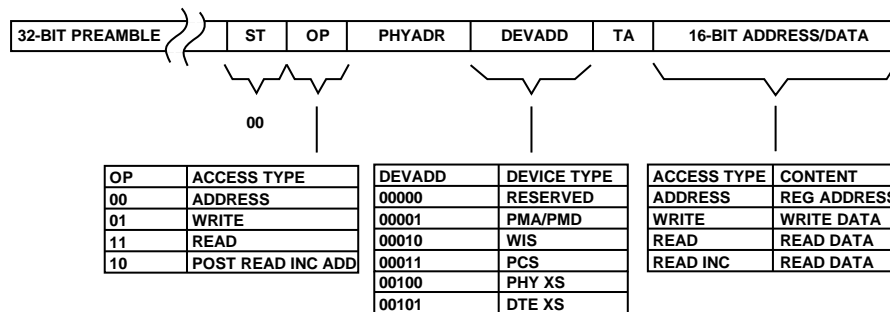 32-BIT PREAMBLE ST OP PHYADR DEVADD TA 16-BIT ADDRESS/DATA
00
OP ACCESS TYPE
00 ADDRESS
01 WRITE
11 READ
10 POST READ INC ADD
DEVADD DEVICE TYPE
00000 RESERVED
00001 PMA/PMD
00010 WIS
00011 PCS
00100 PHY XS
00101 DTE XS
ACCESS TYPE CONTENT
ADDRESS REG ADDRESS
WRITE WRITE DATA
READ READ DATA
READ INC READ DATA